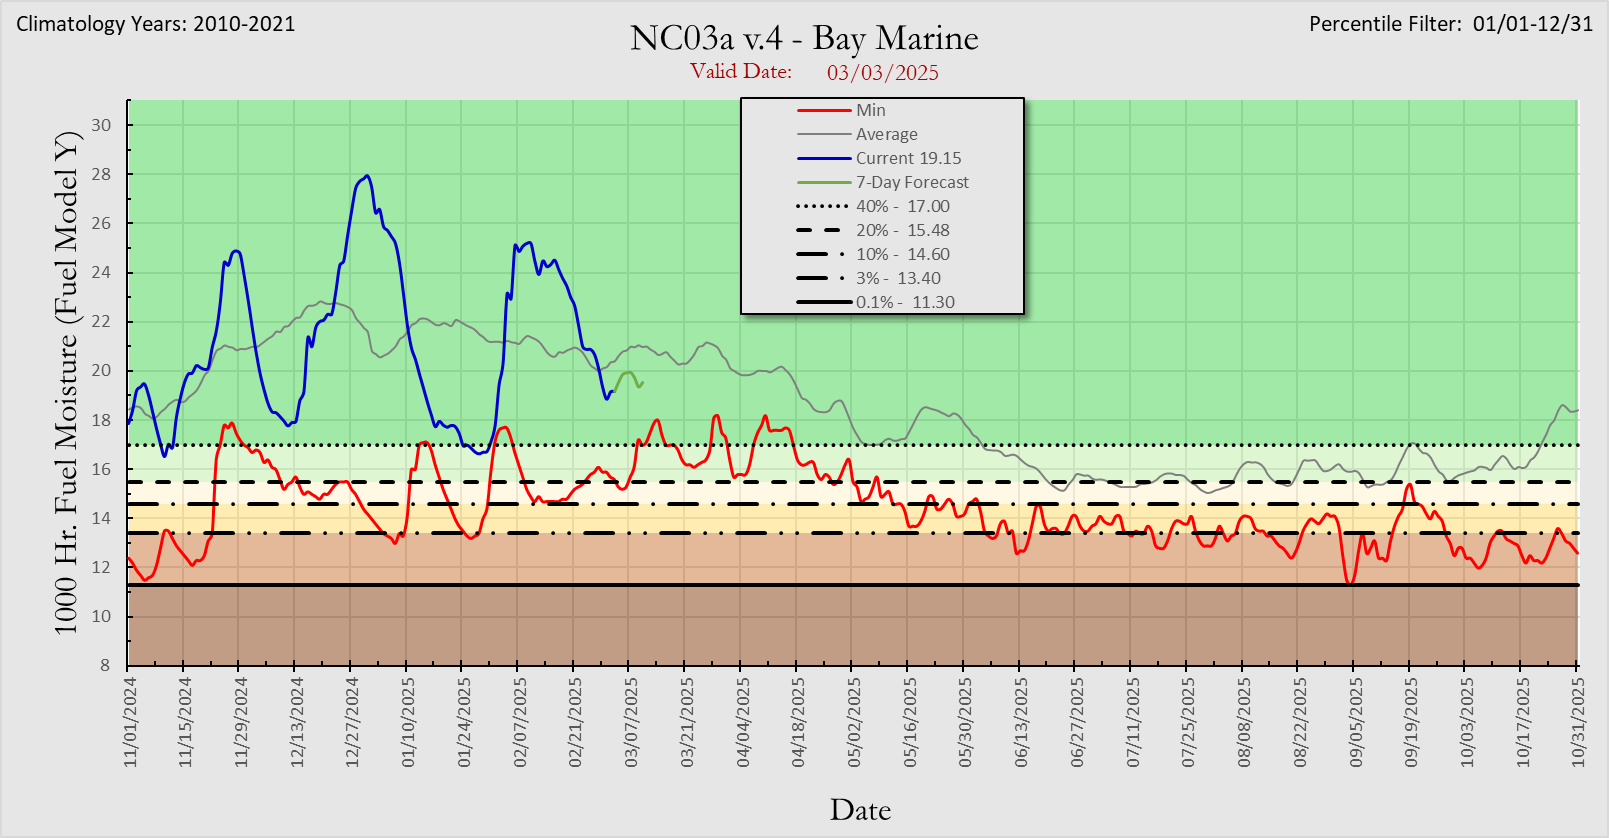 Climatology Years: 2010-2021
NC03a v.4 - Bay Marine
Percentile Filter:  01/01-12/31
Valid Date: 03/03/2025
Min
Average
Current 19.15
7-Day Forecast
40% - 17.00
20% - 15.48
10% - 14.60
3% - 13.40
0.1% - 11.30
1000 Hr. Fuel Moisture (Fuel Model Y)
30
28
26
24
22
20
18
16
14
12
10
8
11/01/2024
11/15/2024
11/29/2024
12/13/2024
12/27/2024
01/10/2025
01/24/2025
02/07/2025
02/21/2025
03/07/2025
03/21/2025
04/04/2025
04/18/2025
05/02/2025
05/16/2025
05/30/2025
06/13/2025
06/27/2025
07/11/2025
07/25/2025
08/08/2025
08/22/2025
09/05/2025
09/19/2025
10/03/2025
10/17/2025
10/31/2025
Date